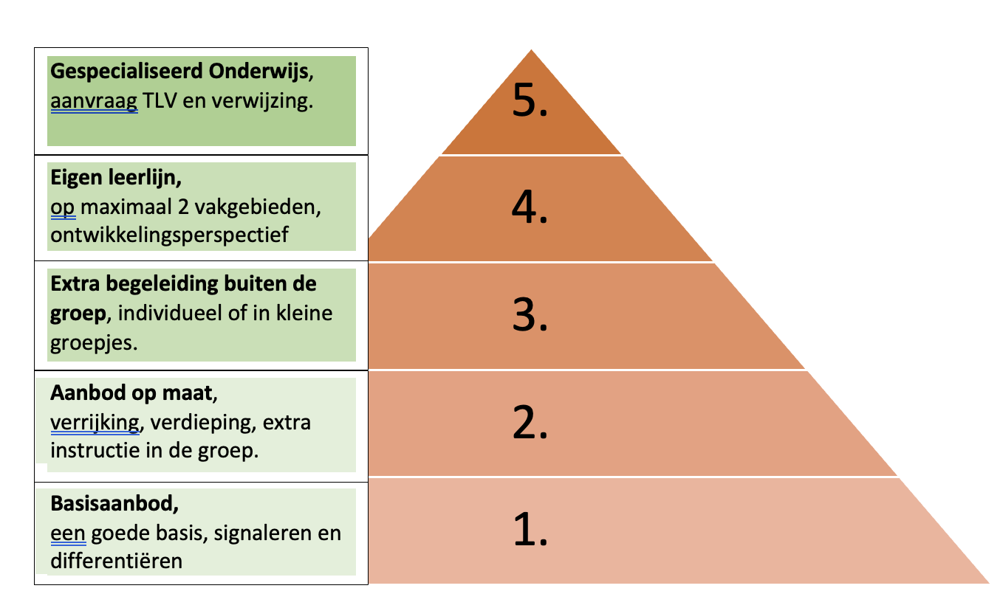 Gespecialiseerd Onderwijs,
aanvraag TLV en verwijzing.
5.
Eigen leerlijn,
op maximaal 2 vakgebieden,
ontwikkelingsperspectief
4.
Extra begeleiding buiten de
groep, individueel of in kleine
groepjes.
3.
Aanbod op maat,
verrijking, verdieping, extra
instructie in de groep.
2.
Basisaanbod,
een goede basis, signaleren en
differentiëren
1.